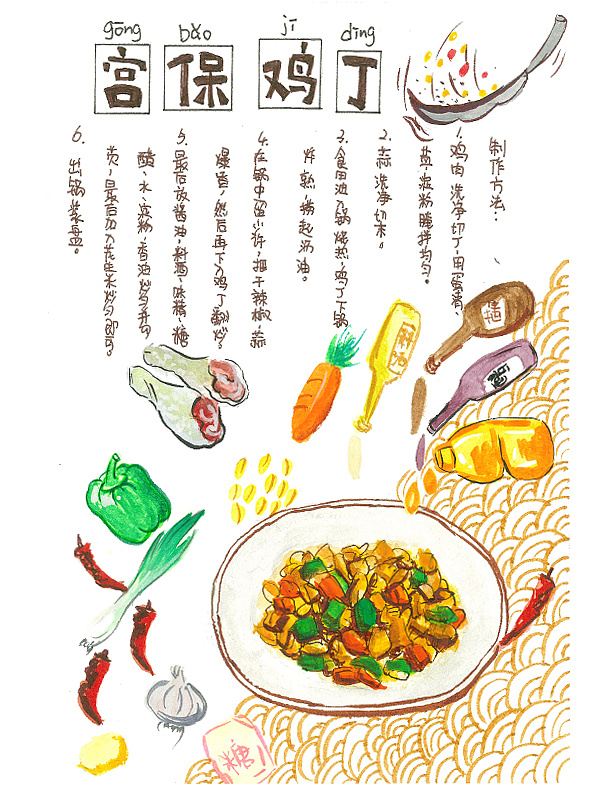 gōng bǎo jī dīng
宫保鸡丁
制作方法:
1. 鸡肉洗净切丁,用蛋清、
盐、淀粉腌拌均匀。
2. 蒜洗净切末。
3. 食用油入锅烧热,鸡丁下锅
炸熟,捞起沥油。
4. 在锅中留少许,把干辣椒、蒜
爆香,然后再下入鸡丁翻炒。
5. 最后放酱油,料酒、味精、糖
醋、水、淀粉、香油炒匀并勾
芡,最后加入花生米炒匀即可。
6. 出锅装盘。
料酒
醋
糖